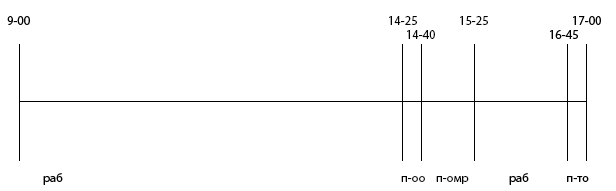 9-00 14-25 15-25 17-00
14-40 16-45
раб п-оо п-омр раб п-то